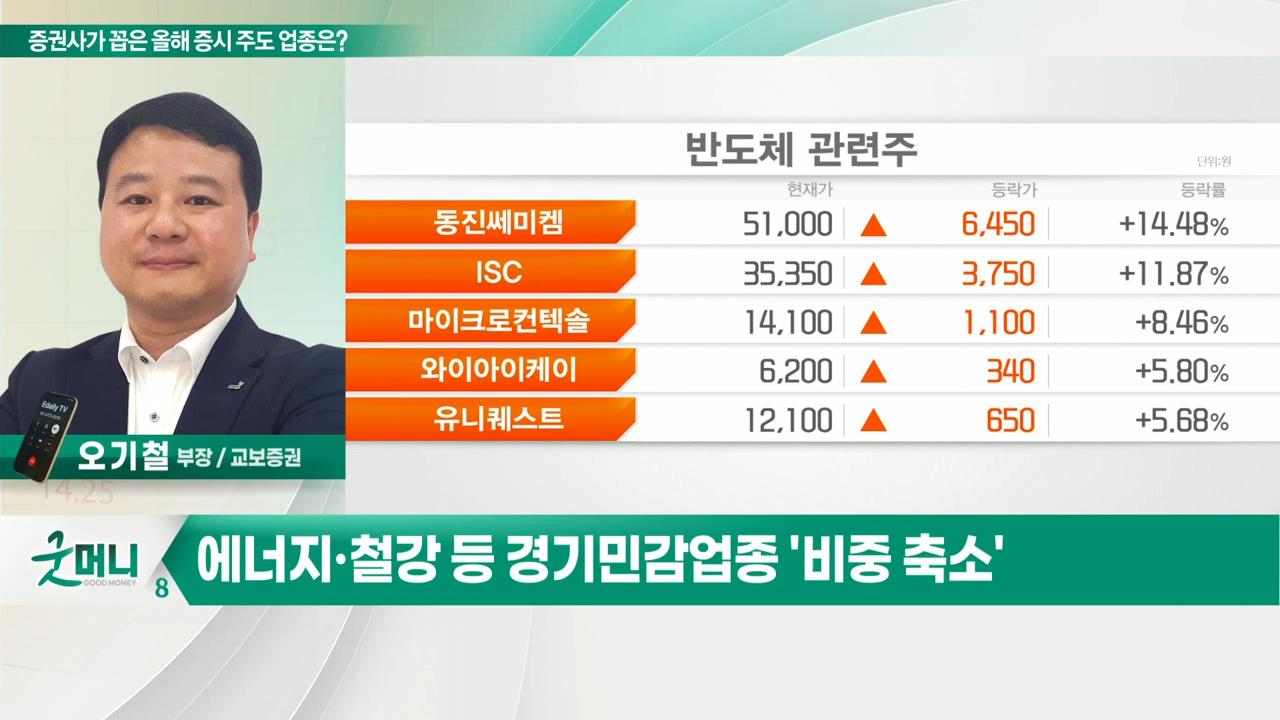 증권사가 꼽은 올해 증시 주도 업종은?
반도체 관련주
단위:원
현재가 등락가 등락률
동진쎄미켐 51,000 ▲ 6,450 +14.48%
ISC 35,350 ▲ 3,750 +11.87%
마이크로컨텍솔 14,100 ▲ 1,100 +8.46%
와이아이케이 6,200 ▲ 340 +5.80%
유니퀘스트 12,100 ▲ 650 +5.68%
Edaily TV
오기철 부장 / 교보증권
14.25
굿머니
GOOD MONEY
8
에너지·철강 등 경기민감업종 '비중 축소'